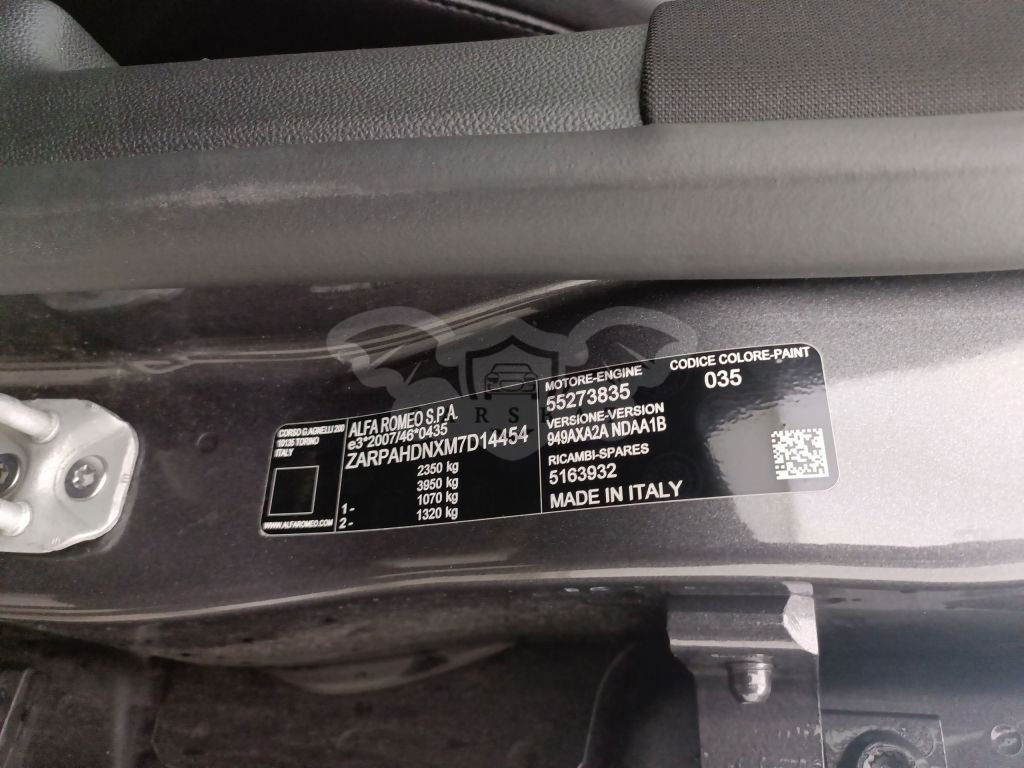 CORSO G.AGNELLI 200
10135 TORINO
ITALY
WWW.ALFAROMEO.COM
ALFA ROMEO S.P.A.
e3*2007/46*0435
ZARPAHDNXM7D14454
2350 kg
3950 kg
1- 1070 kg
2- 1320 kg
MOTORE-ENGINE
55273835
VERSIONE-VERSION
949AXA2A NDAA1B
RICAMBI-SPARES
5163932
MADE IN ITALY
CODICE COLORE-PAINT
035